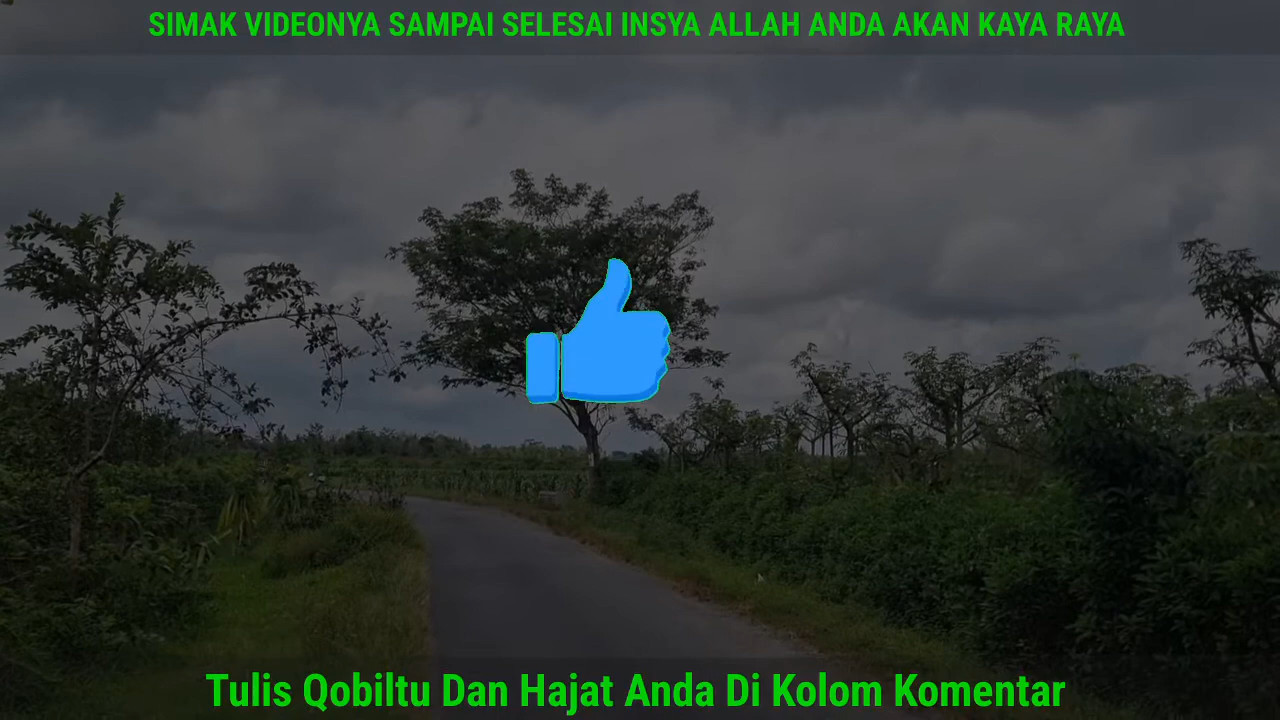 SIMAK VIDEONYA SAMPAI SELESAI INSYA ALLAH ANDA AKAN KAYA RAYA
Tulis Qobiltu Dan Hajat Anda Di Kolom Komentar